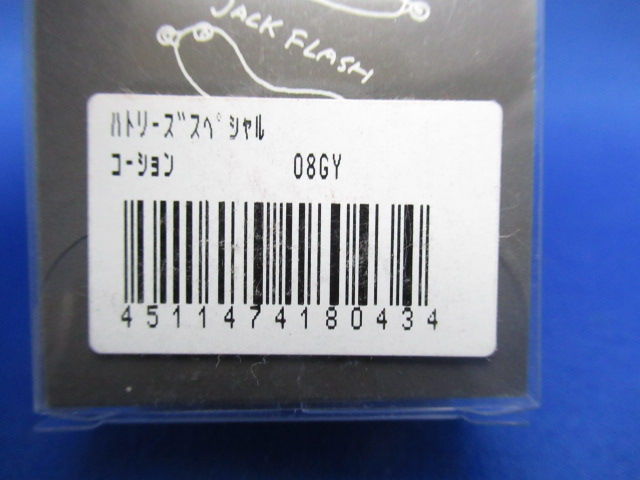 JACK FLASH
ﾊﾄﾘｰｽﾞｽﾍﾟｼｬﾙ
ｺｰｼｮﾝ 08GY
4511474180434